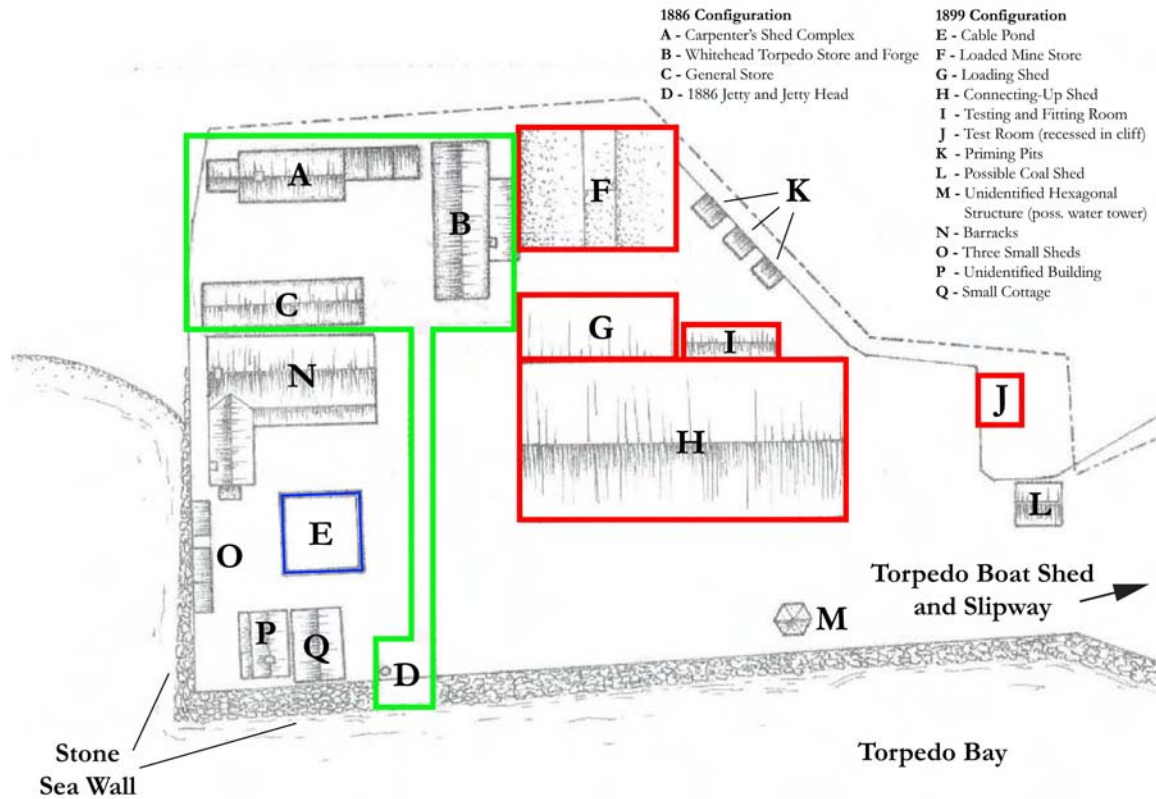 1886 Configuration
A - Carpenter's Shed Complex
B - Whitehead Torpedo Store and Forge
C - General Store
D - 1886 Jetty and Jetty Head
1899 Configuration
E - Cable Pond
F - Loaded Mine Store
G - Loading Shed
H - Connecting-Up Shed
I - Testing and Fitting Room
J - Test Room (recessed in cliff)
K - Priming Pits
L - Possible Coal Shed
M - Unidentified Hexagonal
Structure (poss. water tower)
N - Barracks
O - Three Small Sheds
P - Unidentified Building
Q - Small Cottage
A
B
F
K
C
G
I
N
J
H
E
L
O
Torpedo Boat Shed
and Slipway
M
P
Q
D
Stone
Sea Wall
Torpedo Bay